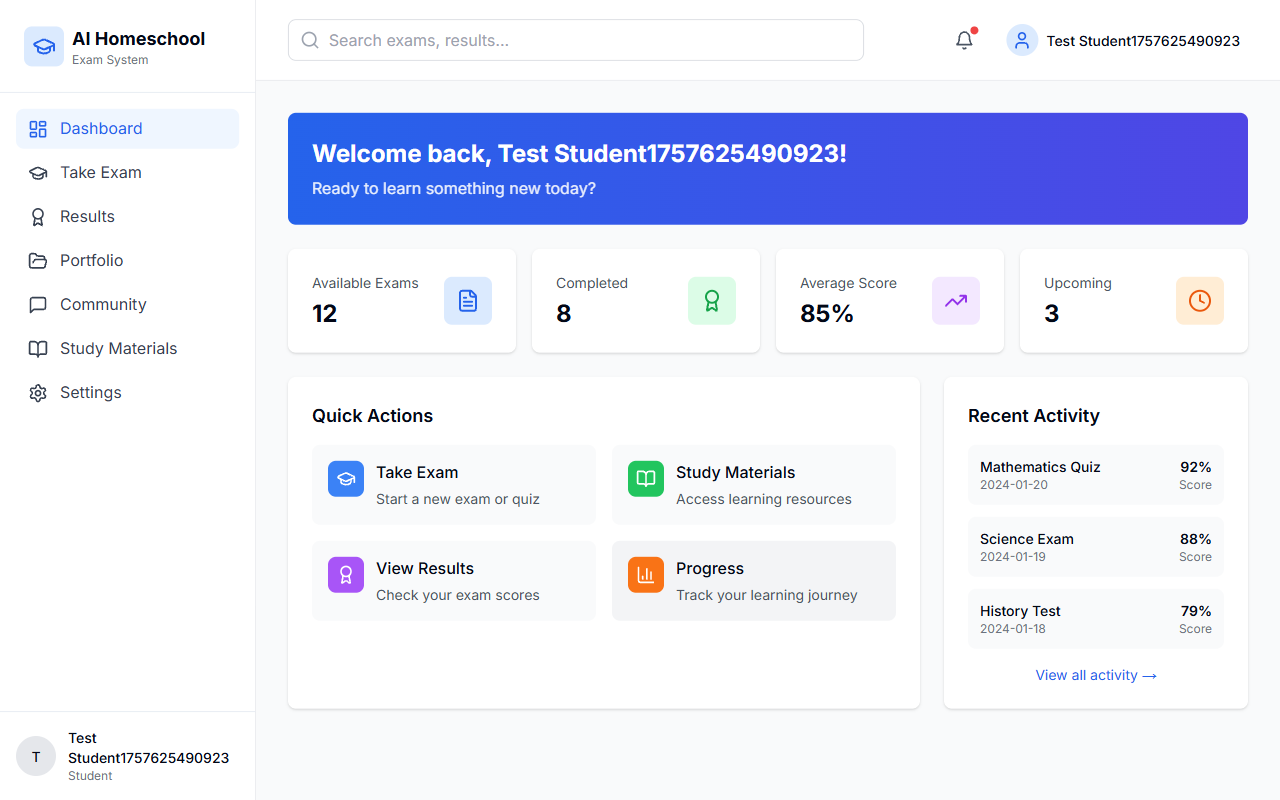 AI Homeschool
Exam System
Dashboard
Take Exam
Results
Portfolio
Community
Study Materials
Settings
T
Test
Student1757625490923
Student
Search exams, results...
Test Student1757625490923
Welcome back, Test Student1757625490923!
Ready to learn something new today?
Available Exams
12
Completed
8
Average Score
85%
Upcoming
3
Quick Actions
Take Exam
Start a new exam or quiz
Study Materials
Access learning resources
View Results
Check your exam scores
Progress
Track your learning journey
Recent Activity
Mathematics Quiz 92%
2024-01-20 Score
Science Exam 88%
2024-01-19 Score
History Test 79%
2024-01-18 Score
View all activity →